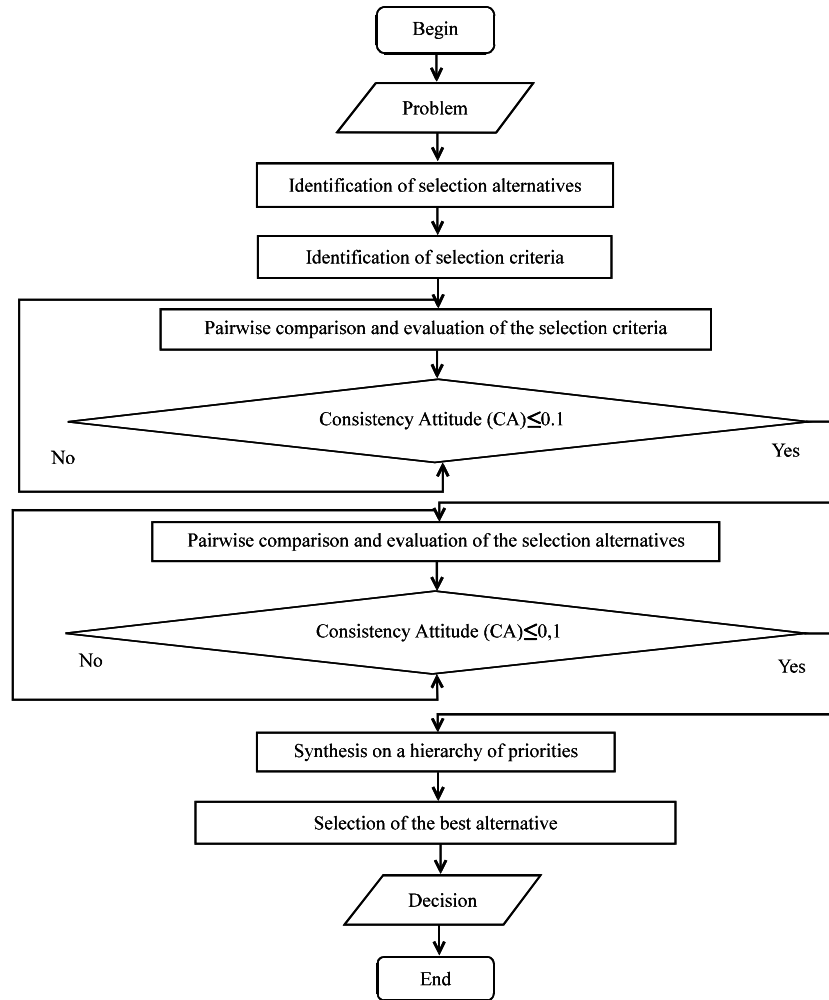 Begin
Problem
Identification of selection alternatives
Identification of selection criteria
Pairwise comparison and evaluation of the selection criteria
Consistency Attitude (CA)≤0.1
No
Yes
Pairwise comparison and evaluation of the selection alternatives
Consistency Attitude (CA)≤0,1
No
Yes
Synthesis on a hierarchy of priorities
Selection of the best alternative
Decision
End